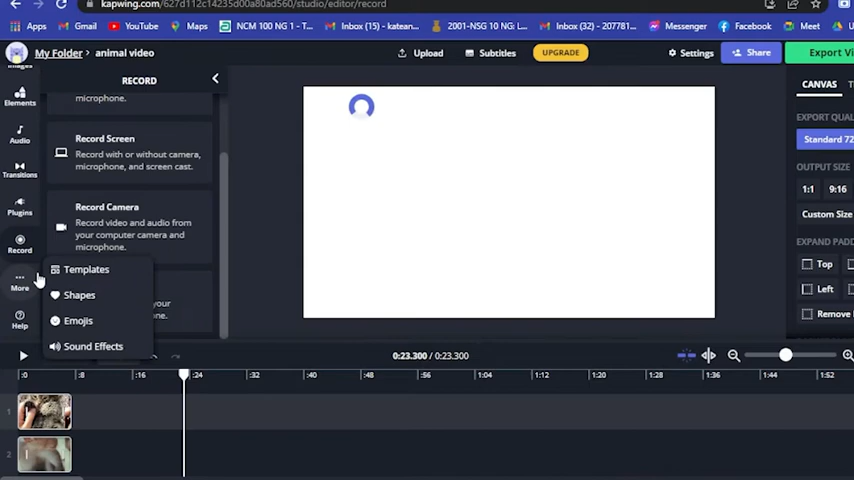 kapwing.com/627d112c14235d00a80ad560/studio/editor/record
Apps Gmail YouTube Maps NCM 100 NG 1 - T... Inbox (15) - katean... 2001-NSG 10 NG: L... Inbox (32) - 207781... Messenger Facebook Meet
My Folder > animal video Upload Subtitles UPGRADE Settings Share Export Vi
Images
RECORD
CANVAS
Elements
microphone.
EXPORT QUAL
Audio
Record Screen
Record with or without camera,
microphone, and screen cast.
Standard 72
Transitions
OUTPUT SIZE
1:1 9:16
Plugins
Record Camera
Record video and audio from
your computer camera and
microphone.
Custom Size
Record
EXPAND PADD
Top
Templates
More
Left
Shapes
your
ne.
Remove
Help
Emojis
Sound Effects
0:23.300 / 0:23.300
:0 :8 :16 :24 :32 :40 :48 :56 1:04 1:12 1:20 1:28 1:36 1:44 1:52
1
2